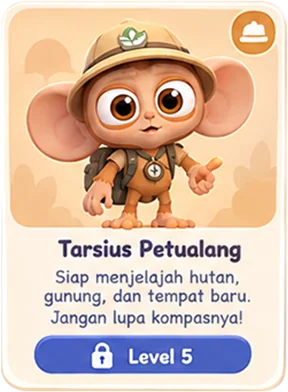 Tarsius Petualang
Siap menjelajah hutan,
gunung, dan tempat baru.
Jangan lupa kompasnya!
Level 5